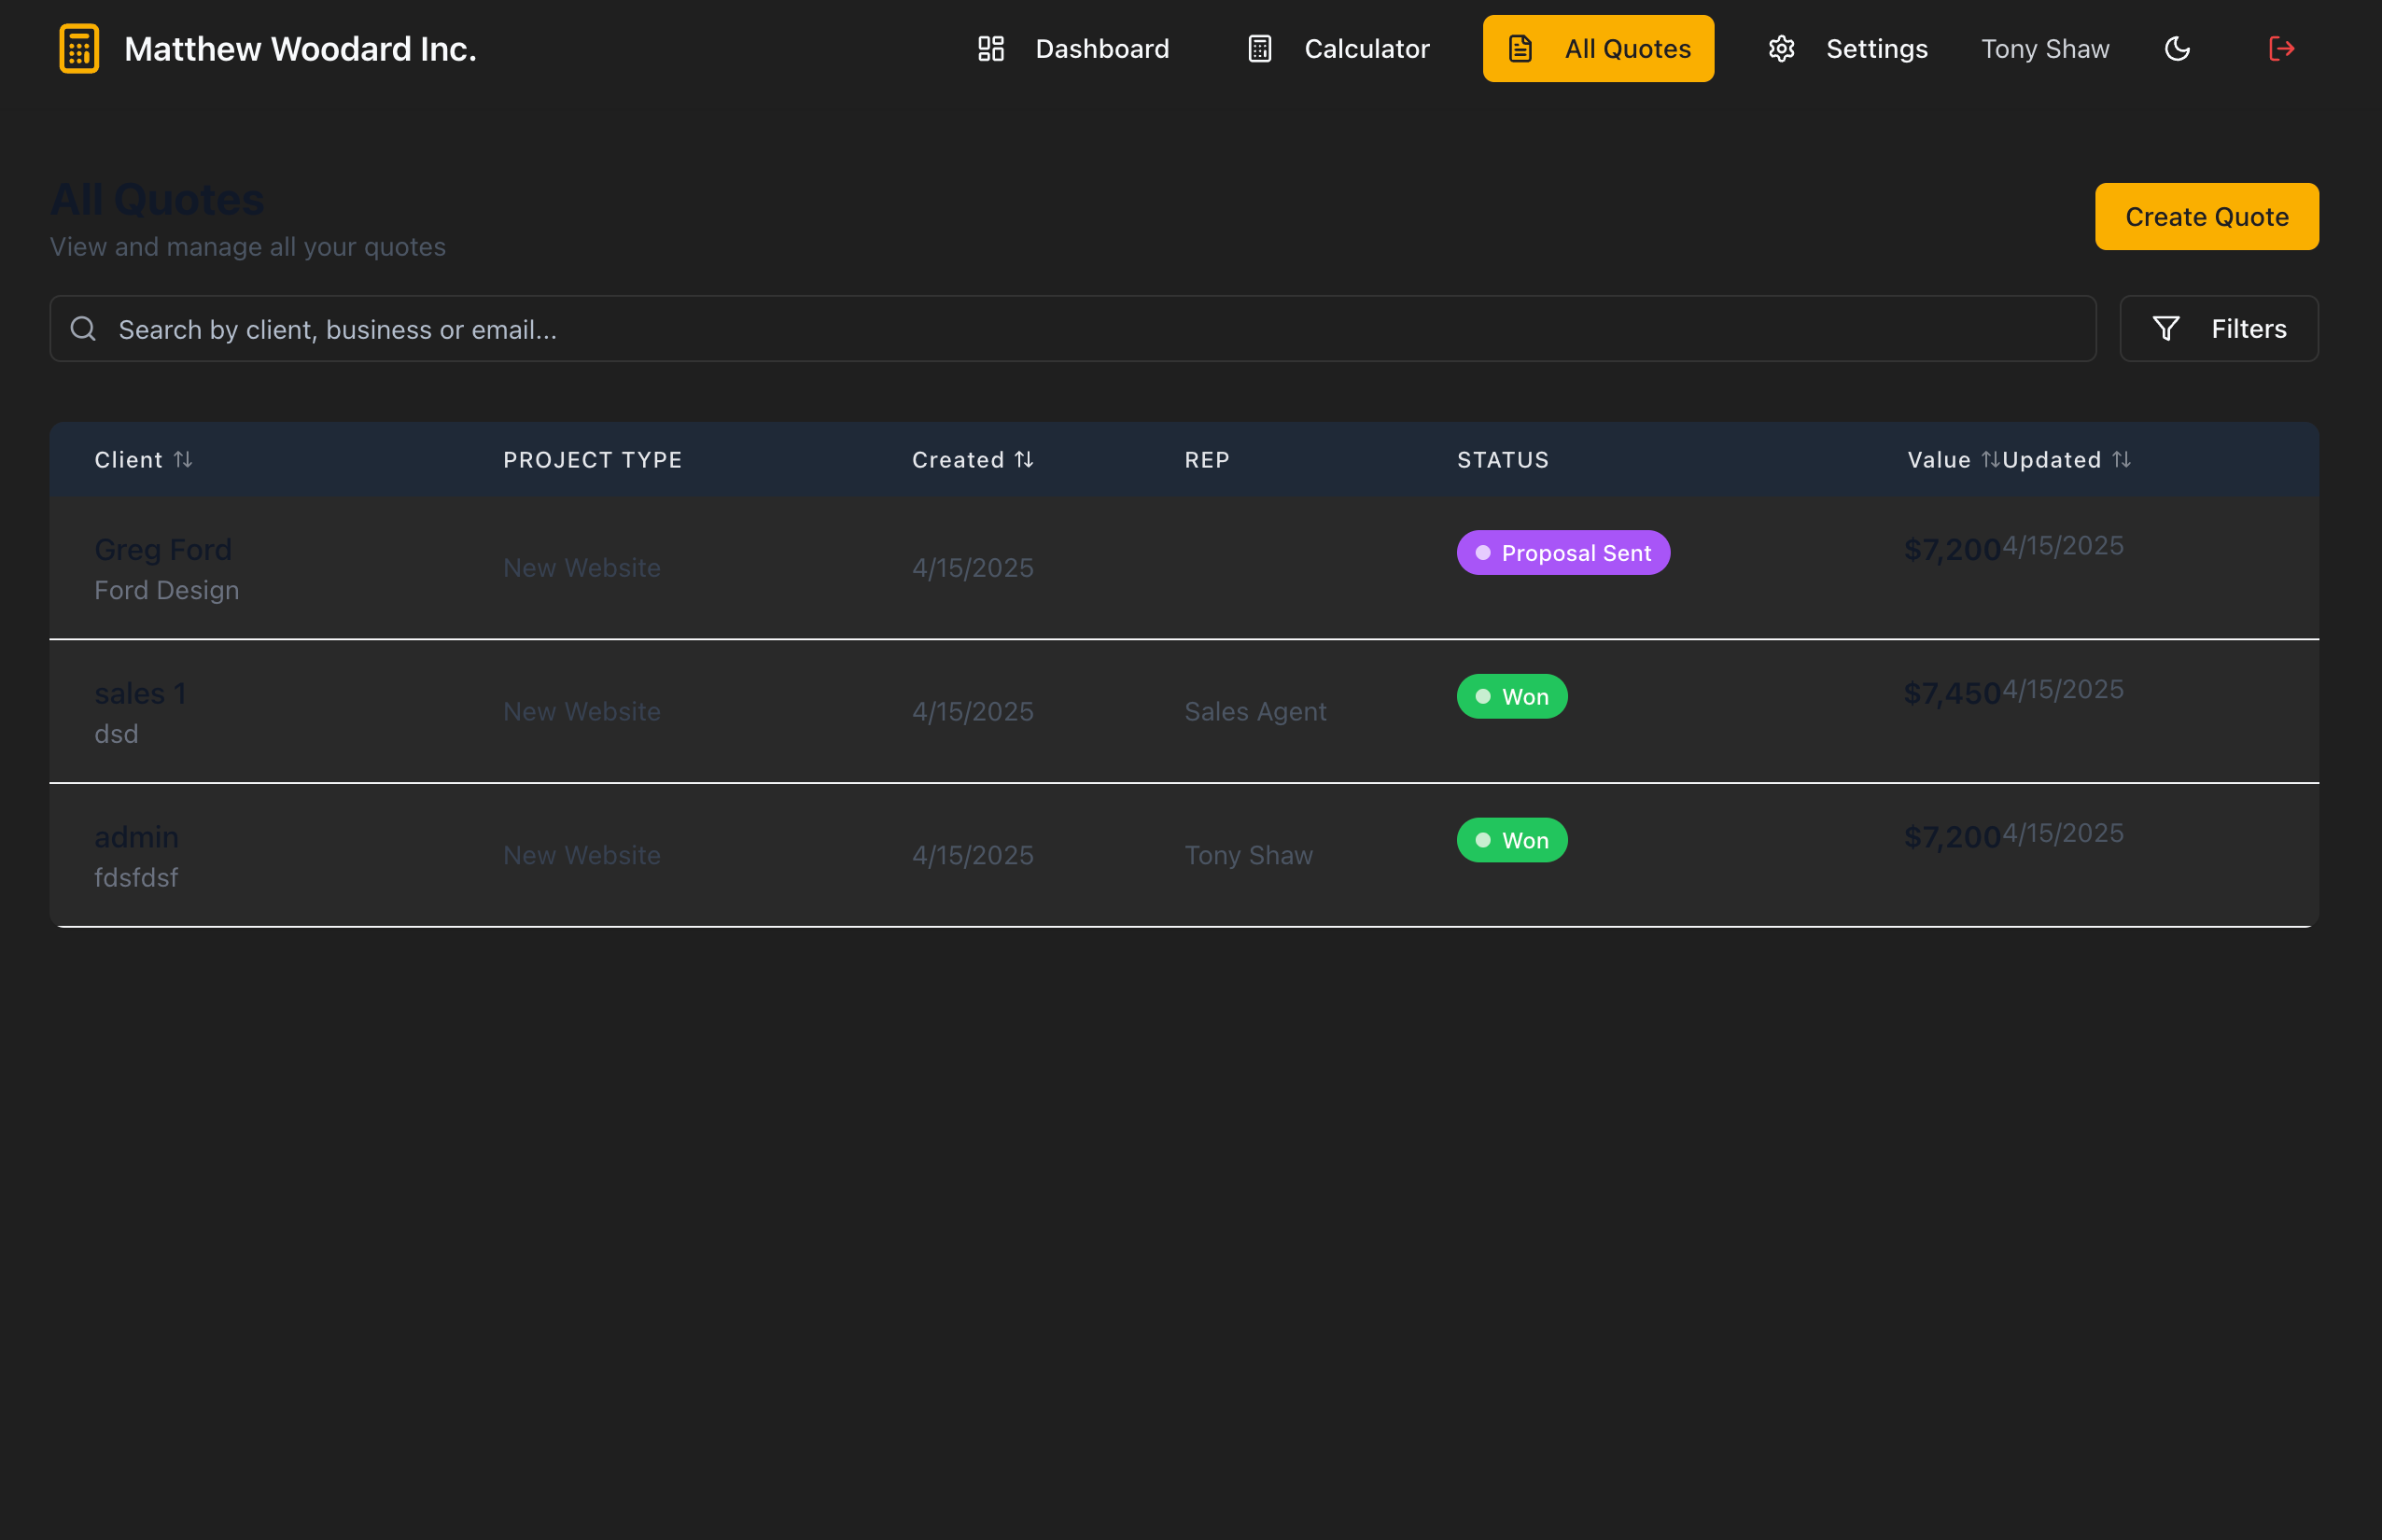 Matthew Woodard Inc.
Dashboard
Calculator
All Quotes
Settings
Tony Shaw
All Quotes
View and manage all your quotes
Create Quote
Search by client, business or email...
Filters
Client PROJECT TYPE Created REP STATUS Value Updated
Greg Ford
Ford Design
New Website
4/15/2025
Proposal Sent
$7,200
4/15/2025
sales 1
dsd
New Website
4/15/2025
Sales Agent
Won
$7,450
4/15/2025
admin
fdsfdsf
New Website
4/15/2025
Tony Shaw
Won
$7,200
4/15/2025